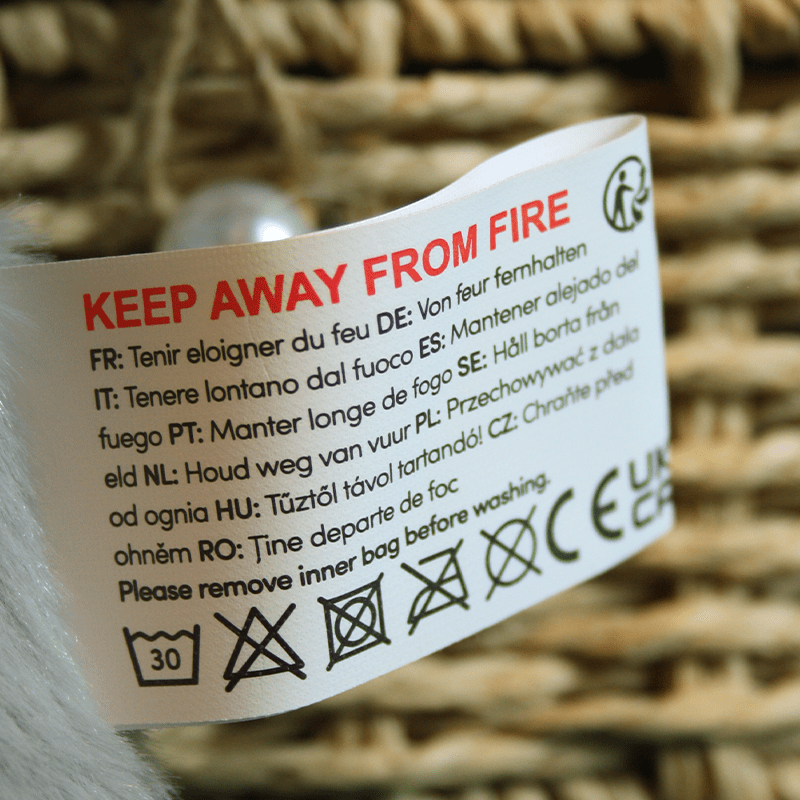 KEEP AWAY FROM FIRE
FR: Tenir eloigner du feu DE: Von feur fernhalten
IT: Tenere lontano dal fuoco ES: Mantener alejado del
fuego PT: Manter longe de fogo SE: Håll borta från
eld NL: Houd weg van vuur PL: Przechowywać z dala
od ognia HU: Tűztől távol tartandó! CZ: Chraňte před
ohněm RO: Ține departe de foc
Please remove inner bag before washing.
30
CE UK CA